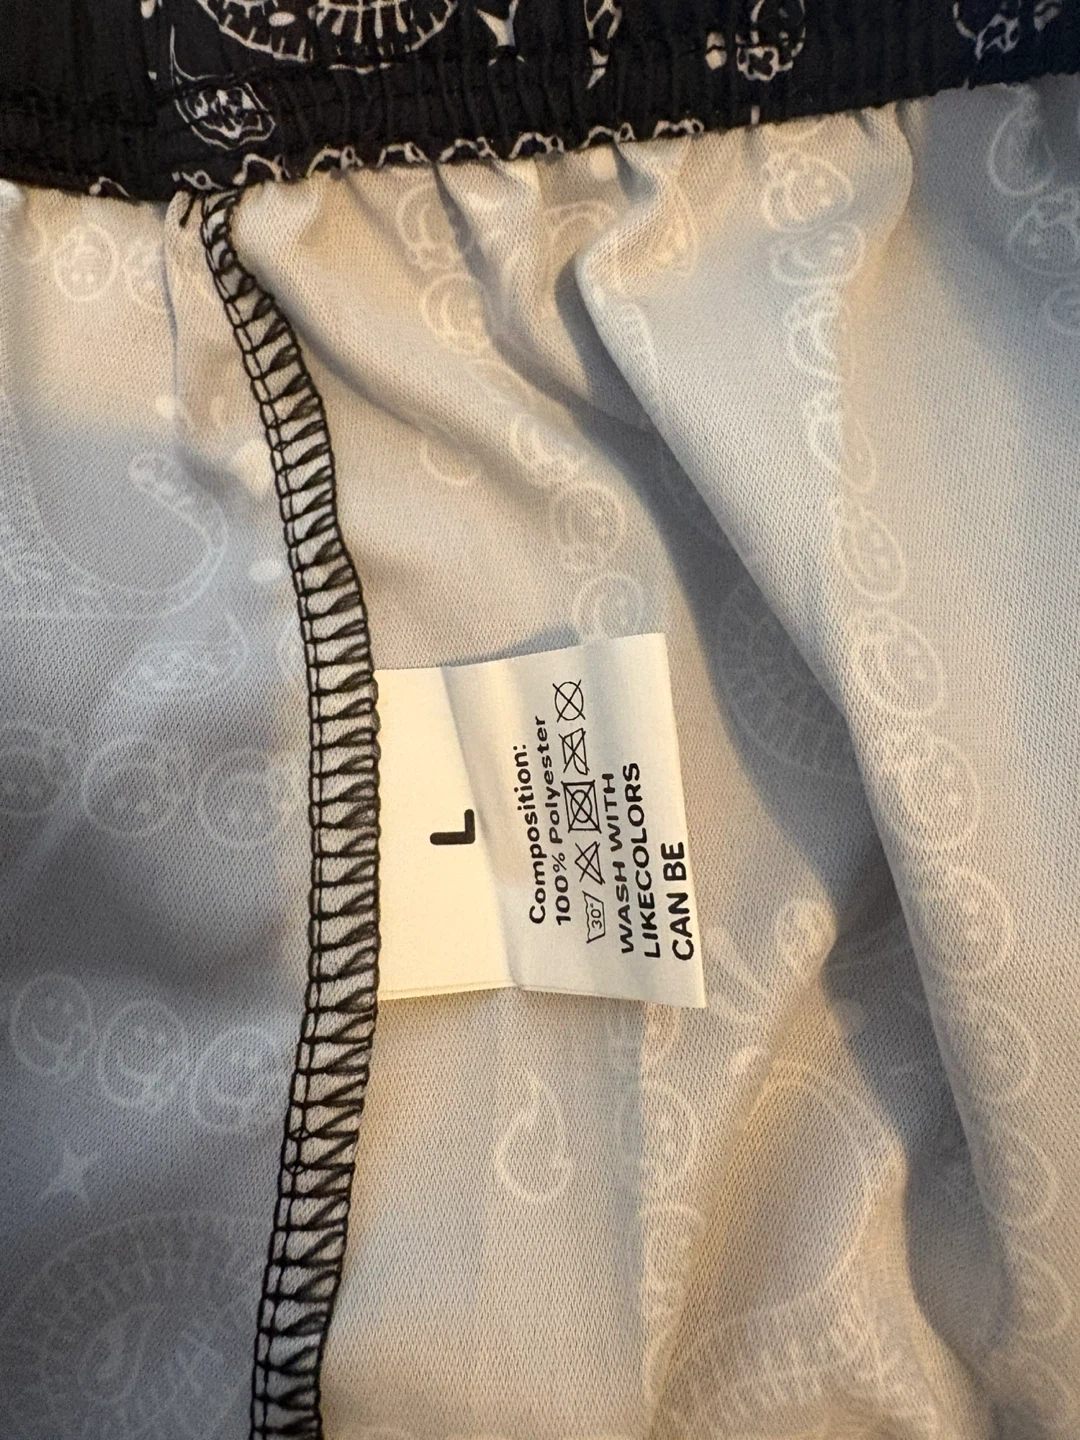 L
Composition:
100% Polyester
30°
WASH WITH
LIKECOLORS
CAN BE